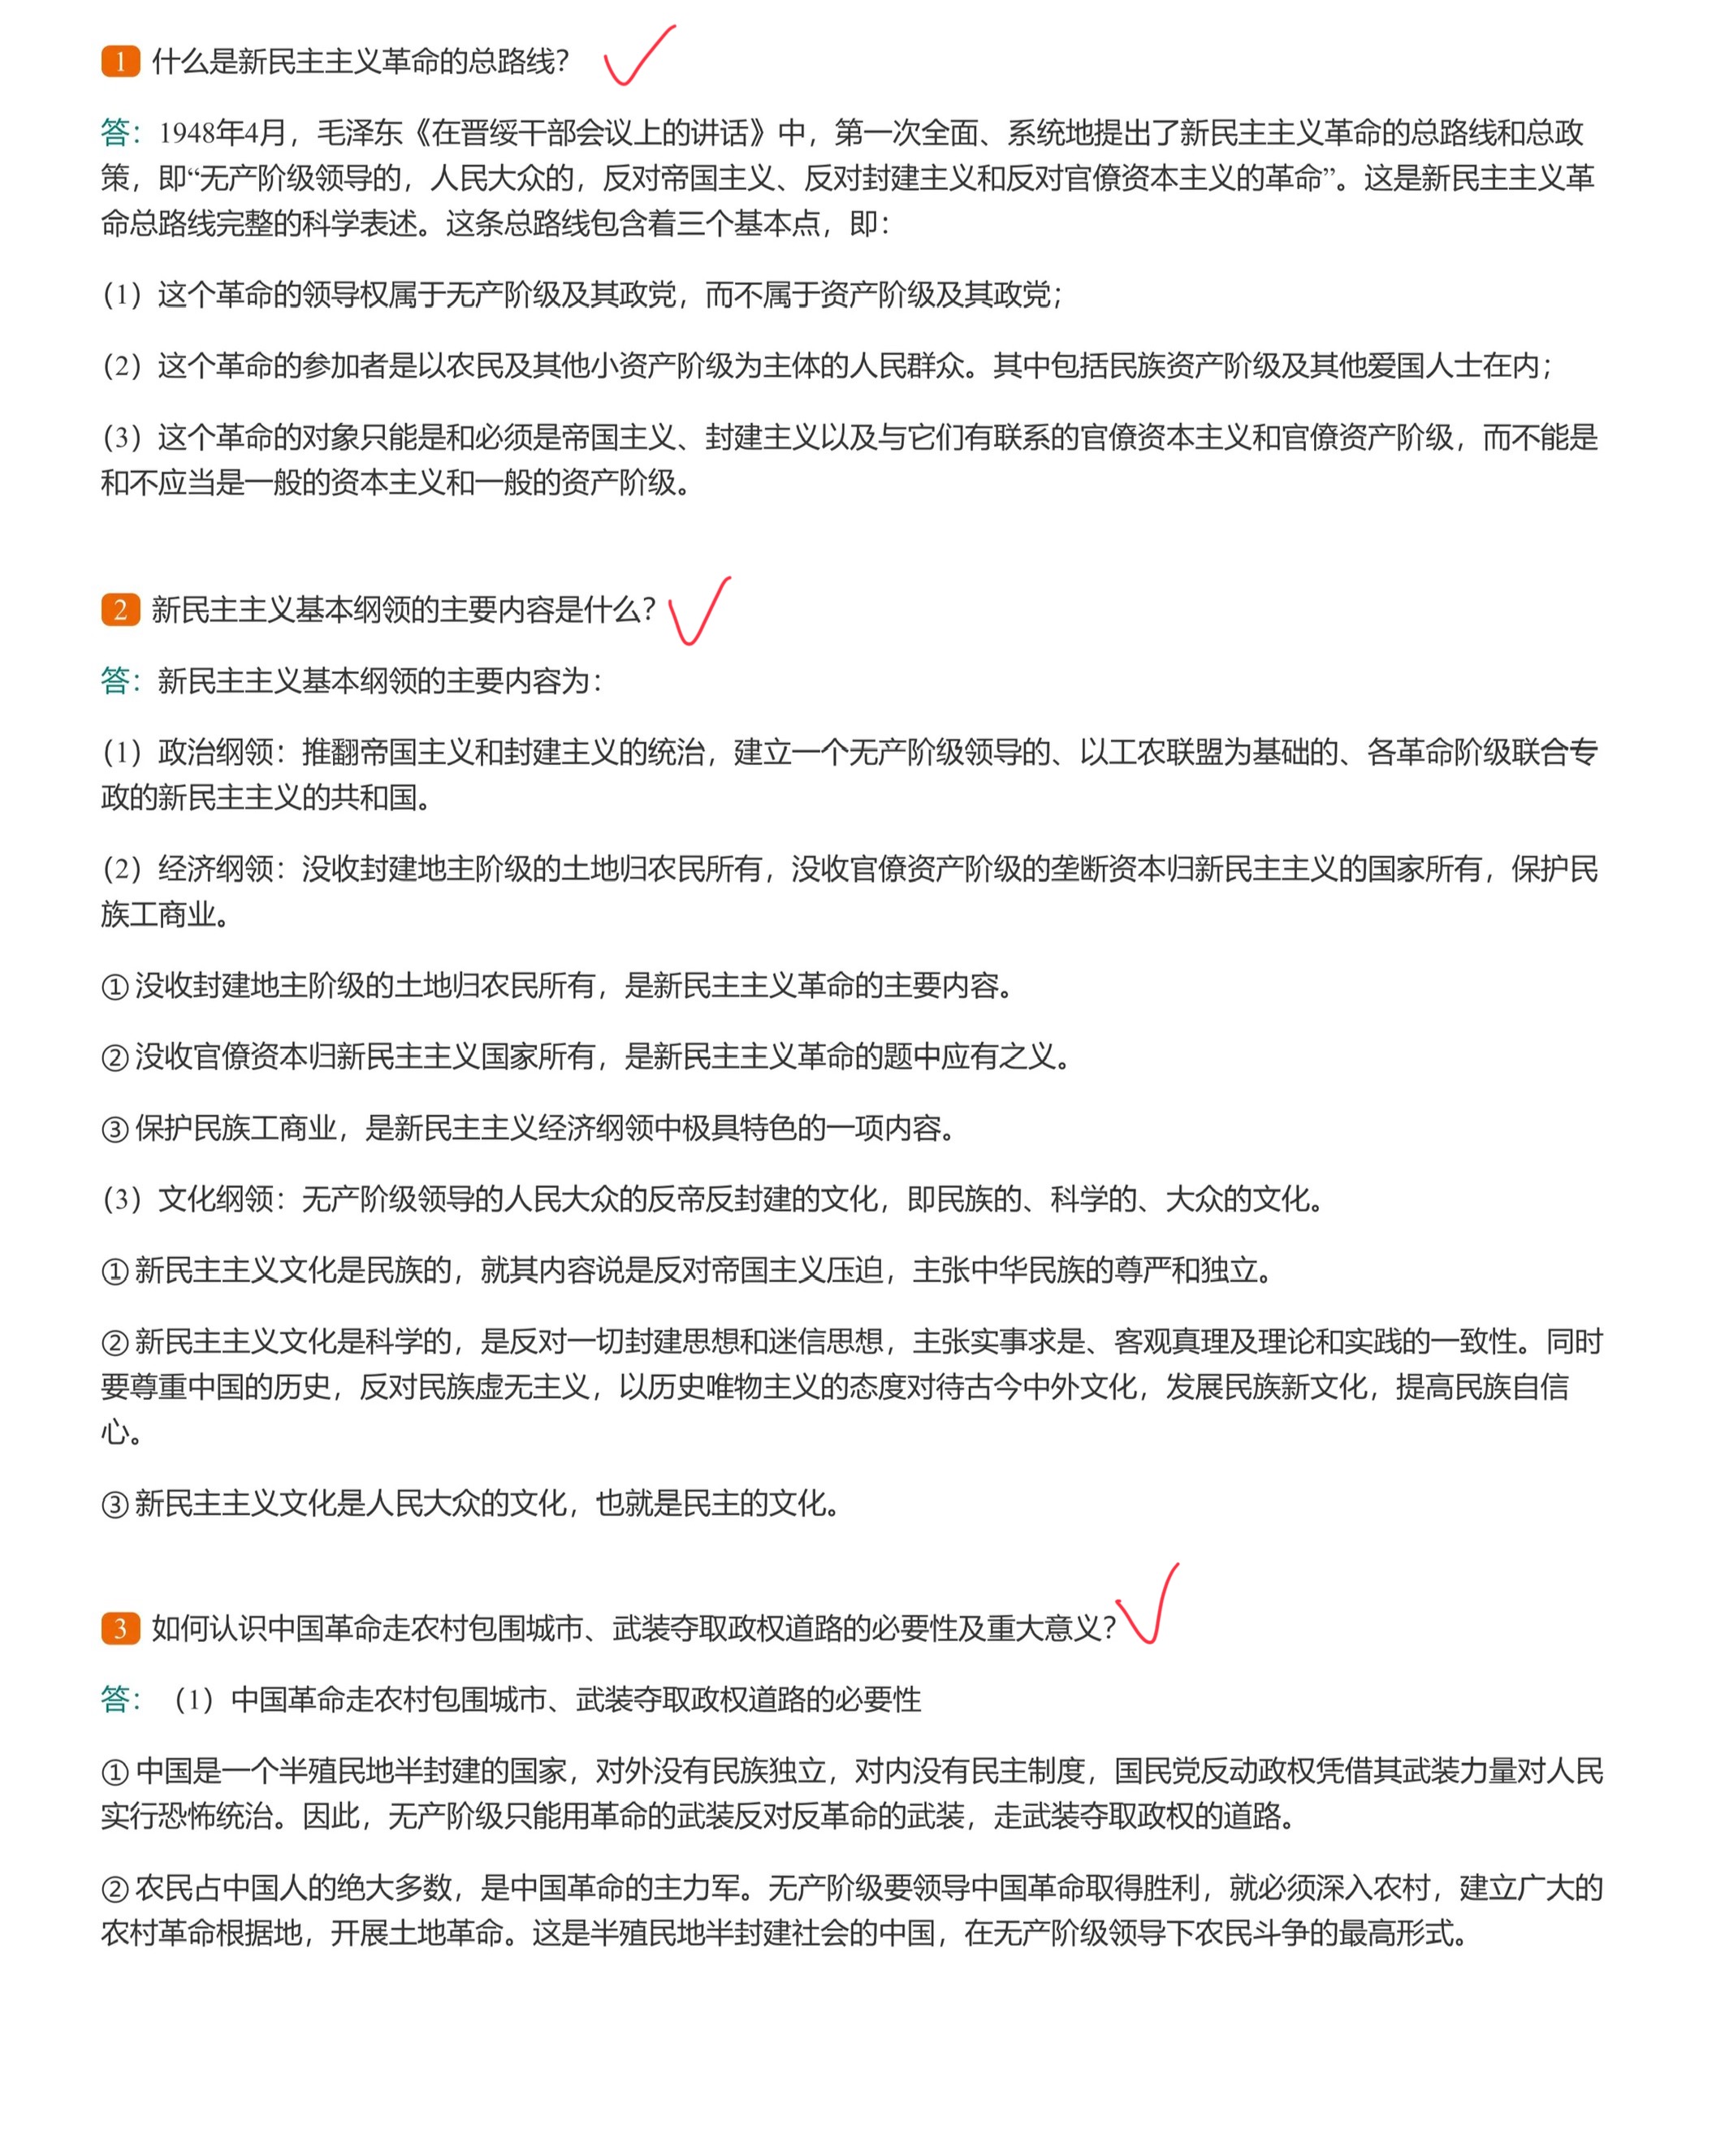 1 什么是新民主主义革命的总路线？
答：1948年4月，毛泽东《在晋绥干部会议上的讲话》中，第一次全面、系统地提出了新民主主义革命的总路线和总政
策，即“无产阶级领导的，人民大众的，反对帝国主义、反对封建主义和反对官僚资本主义的革命”。这是新民主主义革
命总路线完整的科学表述。这条总路线包含着三个基本点，即：
（1）这个革命的领导权属于无产阶级及其政党，而不属于资产阶级及其政党；
（2）这个革命的参加者是以农民及其他小资产阶级为主体的人民群众。其中包括民族资产阶级及其他爱国人士在内；
（3）这个革命的对象只能是和必须是帝国主义、封建主义以及与它们有联系的官僚资本主义和官僚资产阶级，而不能是
和不应当是一般的资本主义和一般的资产阶级。
2 新民主主义基本纲领的主要内容是什么？
答：新民主主义基本纲领的主要内容为：
（1）政治纲领：推翻帝国主义和封建主义的统治，建立一个无产阶级领导的、以工农联盟为基础的、各革命阶级联合专
政的新民主主义的共和国。
（2）经济纲领：没收封建地主阶级的土地归农民所有，没收官僚资产阶级的垄断资本归新民主主义的国家所有，保护民
族工商业。
① 没收封建地主阶级的土地归农民所有，是新民主主义革命的主要内容。
② 没收官僚资本归新民主主义国家所有，是新民主主义革命的题中应有之义。
③ 保护民族工商业，是新民主主义经济纲领中极具特色的一项内容。
（3）文化纲领：无产阶级领导的人民大众的反帝反封建的文化，即民族的、科学的、大众的文化。
① 新民主主义文化是民族的，就其内容说是反对帝国主义压迫，主张中华民族的尊严和独立。
② 新民主主义文化是科学的，是反对一切封建思想和迷信思想，主张实事求是、客观真理及理论和实践的一致性。同时
要尊重中国的历史，反对民族虚无主义，以历史唯物主义的态度对待古今中外文化，发展民族新文化，提高民族自信
心。
③ 新民主主义文化是人民大众的文化，也就是民主的文化。
3 如何认识中国革命走农村包围城市、武装夺取政权道路的必要性及重大意义？
答：（1）中国革命走农村包围城市、武装夺取政权道路的必要性
① 中国是一个半殖民地半封建的国家，对外没有民族独立，对内没有民主制度，国民党反动政权凭借其武装力量对人民
实行恐怖统治。因此，无产阶级只能用革命的武装反对反革命的武装，走武装夺取政权的道路。
② 农民占中国人的绝大多数，是中国革命的主力军。无产阶级要领导中国革命取得胜利，就必须深入农村，建立广大的
农村革命根据地，开展土地革命。这是半殖民地半封建社会的中国，在无产阶级领导下农民斗争的最高形式。